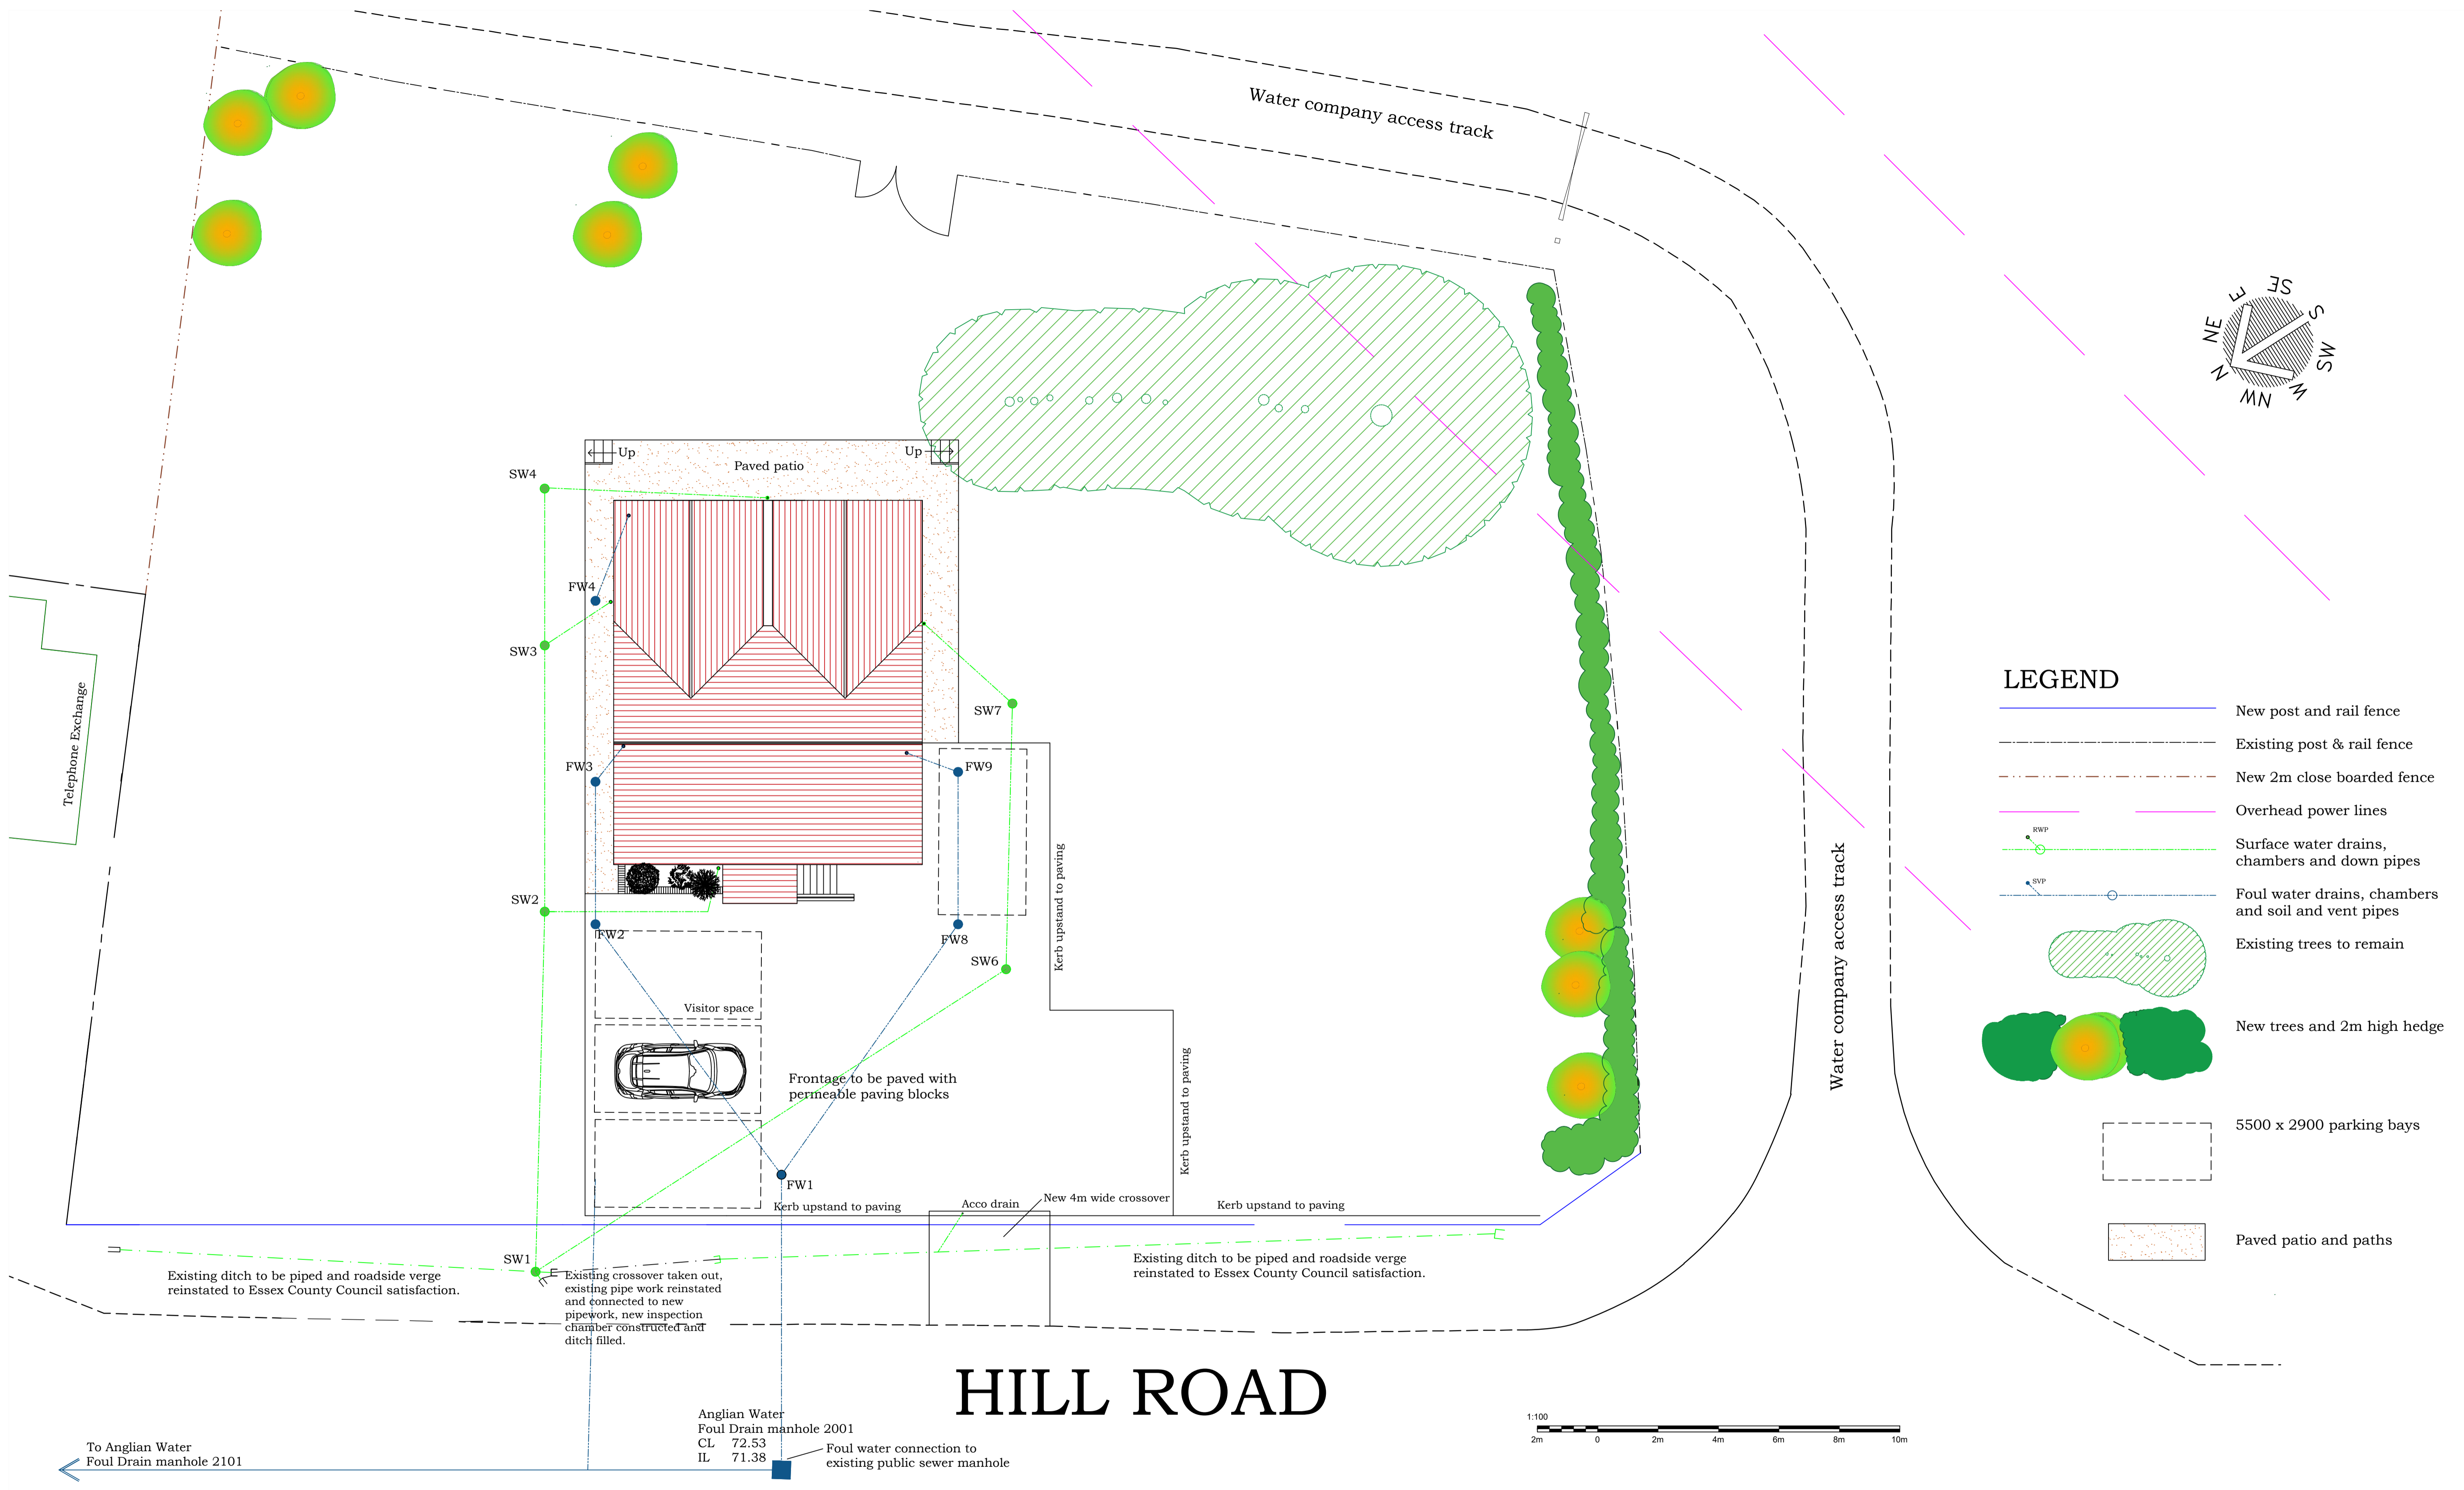 Water company access track
E
SE
S
NE
SW
N
W
NW
Up
Up
Paved patio
SW4
FW4
SW3
Telephone Exchange
SW7
FW3
FW9
SW2
FW2
FW8
SW6
Kerb upstand to paving
Visitor space
Frontage to be paved with
permeable paving blocks
Kerb upstand to paving
Water company access track
FW1
Kerb upstand to paving
Acco drain
New 4m wide crossover
Kerb upstand to paving
SW1
Existing ditch to be piped and roadside verge
reinstated to Essex County Council satisfaction.
Existing crossover taken out,
existing pipe work reinstated
and connected to new
pipework, new inspection
chamber constructed and
ditch filled.
Existing ditch to be piped and roadside verge
reinstated to Essex County Council satisfaction.
HILL ROAD
Anglian Water
Foul Drain manhole 2001
CL 72.53
IL 71.38
Foul water connection to
existing public sewer manhole
To Anglian Water
Foul Drain manhole 2101
1:100
2m 0 2m 4m 6m 8m 10m
LEGEND
New post and rail fence
Existing post & rail fence
New 2m close boarded fence
Overhead power lines
RWP
Surface water drains,
chambers and down pipes
SVP
Foul water drains, chambers
and soil and vent pipes
Existing trees to remain
New trees and 2m high hedge
5500 x 2900 parking bays
Paved patio and paths